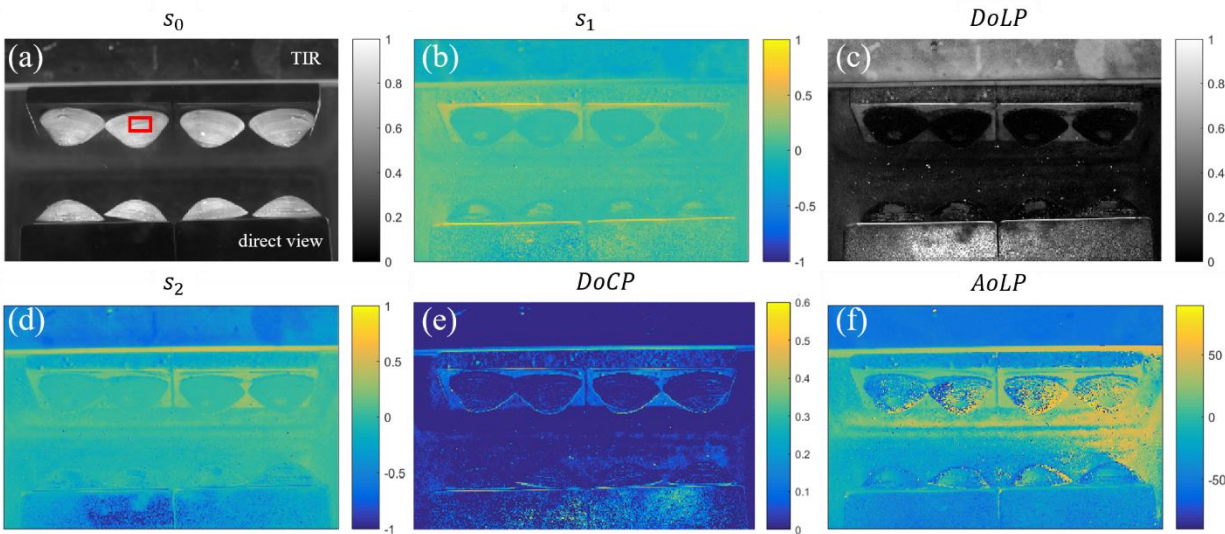 s₀
s₁
DoLP
(a)
TIR
1
0.8
0.6
0.4
0.2
0
direct view
(b)
1
0.5
0
-0.5
-1
(c)
1
0.8
0.6
0.4
0.2
0
s₂
DoCP
AoLP
(d)
1
0.5
0
-0.5
-1
(e)
0.6
0.5
0.4
0.3
0.2
0.1
0
(f)
50
0
-50